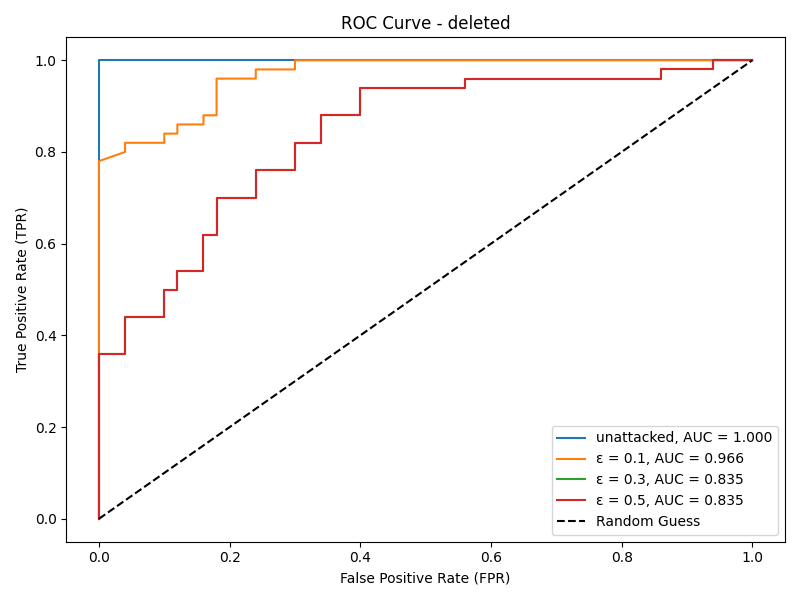 ROC Curve - deleted
True Positive Rate (TPR)
1.0
0.8
0.6
0.4
0.2
0.0
0.0 0.2 0.4 0.6 0.8 1.0
False Positive Rate (FPR)
unattacked, AUC = 1.000
ε = 0.1, AUC = 0.966
ε = 0.3, AUC = 0.835
ε = 0.5, AUC = 0.835
Random Guess